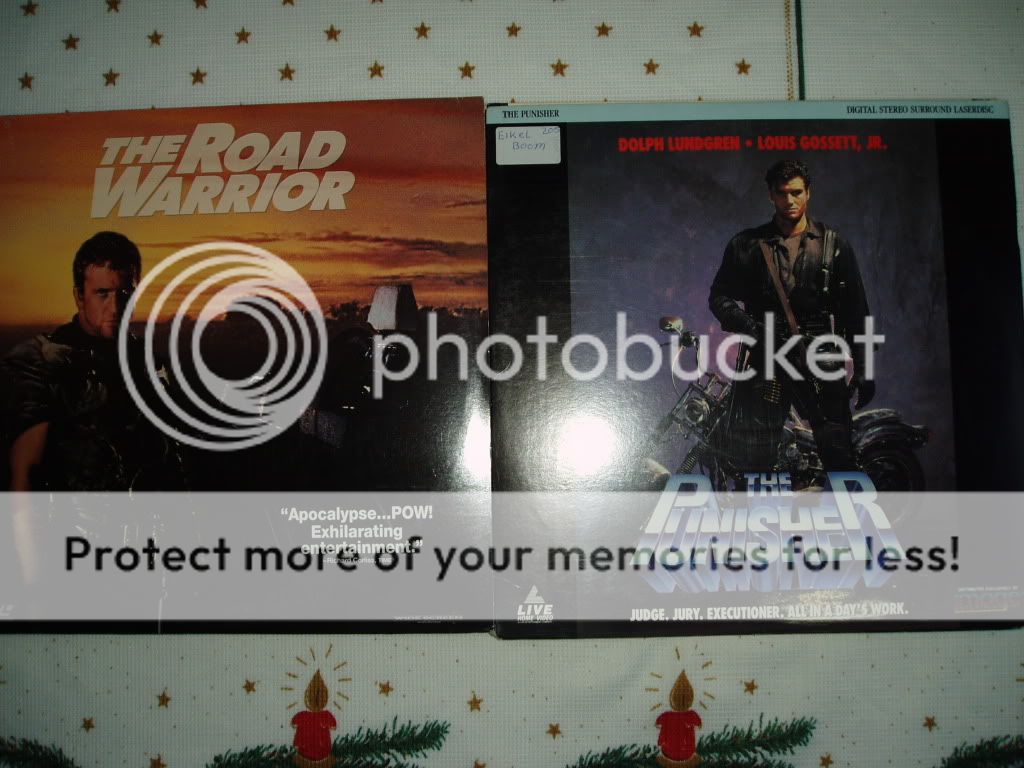 THE ROAD
WARRIOR
"Apocalypse...POW!
Exhilarating
entertainment."
THE PUNISHER
DIGITAL STEREO SURROUND LASERDISC
Eikel 200
Boom
DOLPH LUNDGREN • LOUIS GOSSETT, JR.
THE
PUNISHER
LIVE
HOME VIDEO
JUDGE. JURY. EXECUTIONER. ALL IN A DAY'S WORK.
photobucket
Protect more of your memories for less!